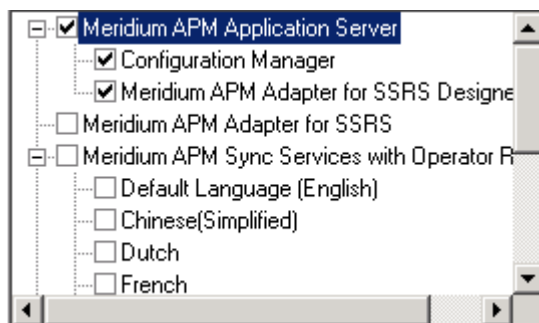 Meridium APM Application Server
Configuration Manager
Meridium APM Adapter for SSRS Designe
Meridium APM Adapter for SSRS
Meridium APM Sync Services with Operator R
Default Language (English)
Chinese(Simplified)
Dutch
French